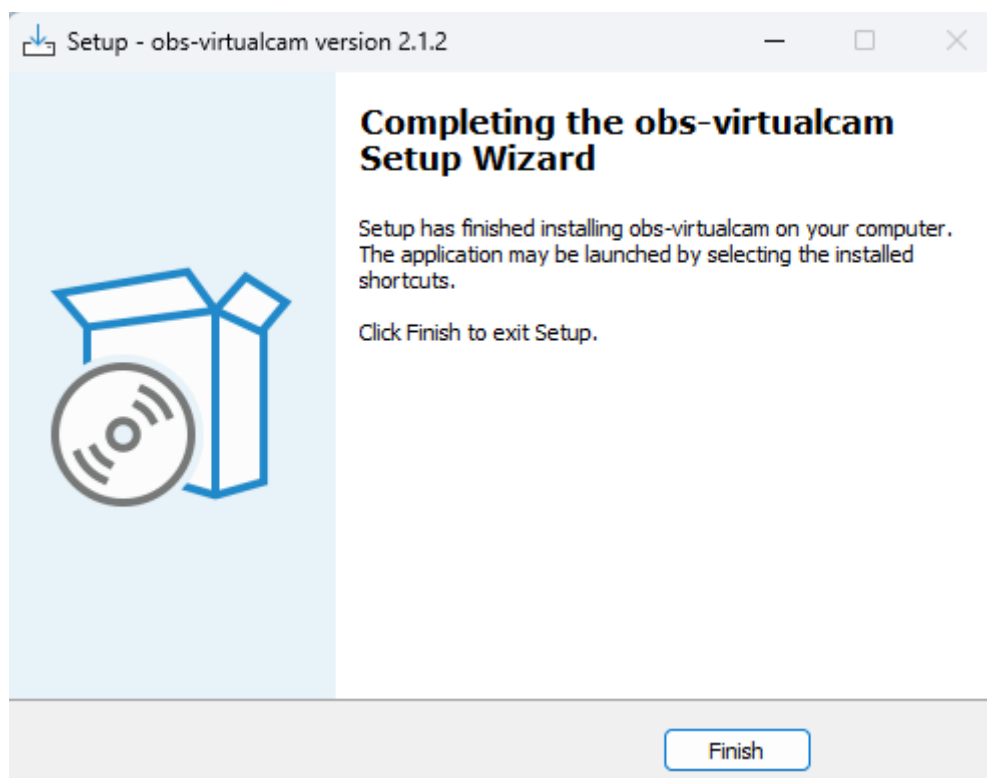 Setup - obs-virtualcam version 2.1.2
Completing the obs-virtualcam
Setup Wizard
Setup has finished installing obs-virtualcam on your computer.
The application may be launched by selecting the installed
shortcuts.
Click Finish to exit Setup.
Finish